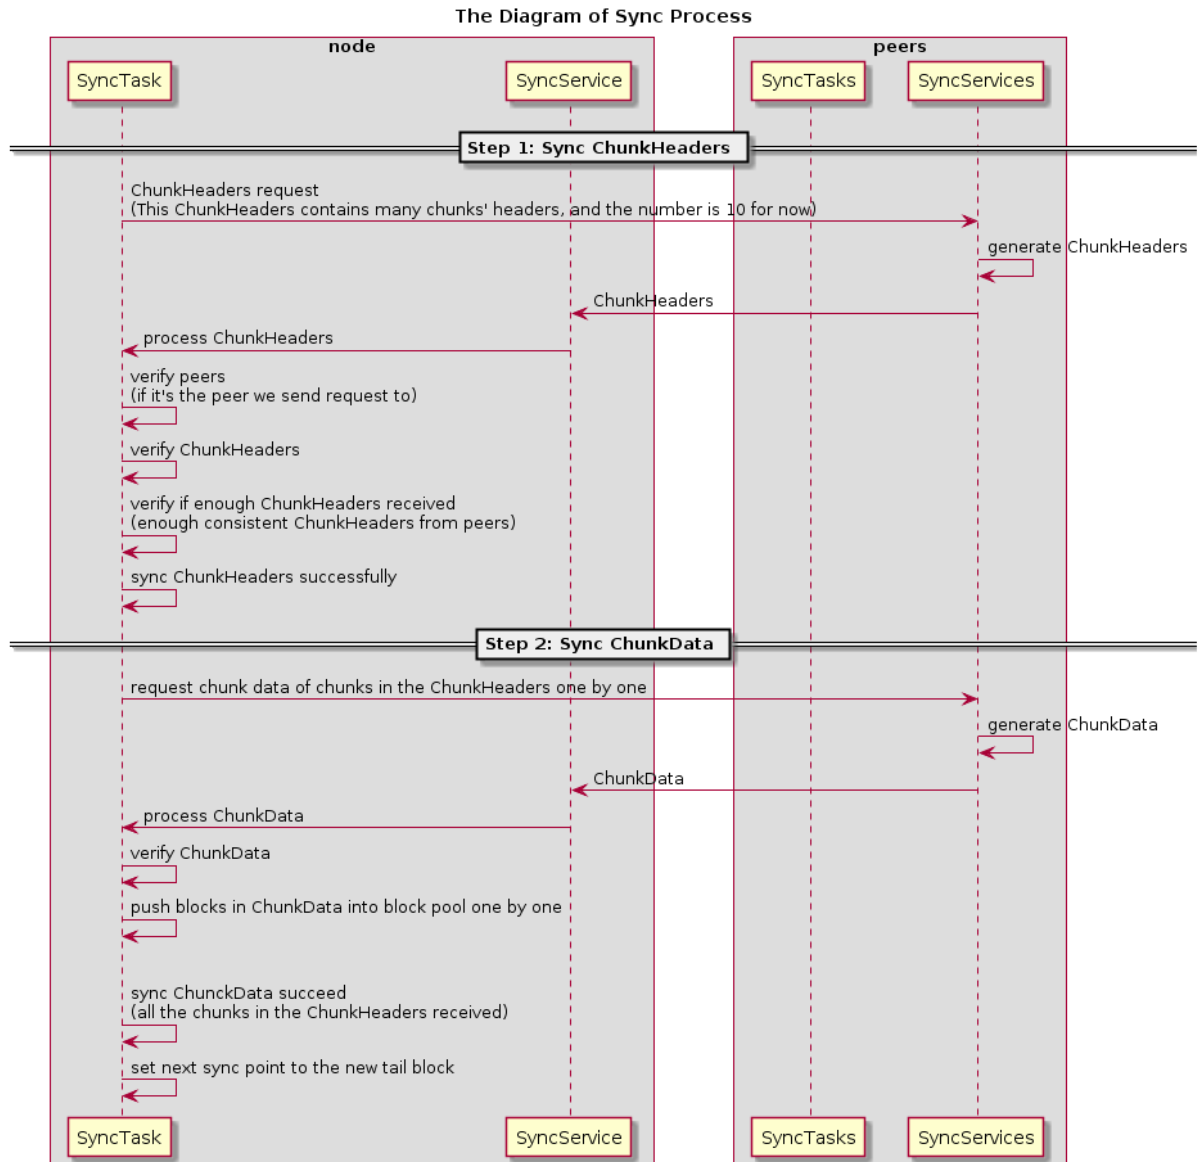 The Diagram of Sync Process
node
peers
SyncTask
SyncService
SyncTasks
SyncServices
Step 1: Sync ChunkHeaders
ChunkHeaders request
(This ChunkHeaders contains many chunks' headers, and the number is 10 for now)
generate ChunkHeaders
ChunkHeaders
process ChunkHeaders
verify peers
(if it's the peer we send request to)
verify ChunkHeaders
verify if enough ChunkHeaders received
(enough consistent ChunkHeaders from peers)
sync ChunkHeaders successfully
Step 2: Sync ChunkData
request chunk data of chunks in the ChunkHeaders one by one
generate ChunkData
ChunkData
process ChunkData
verify ChunkData
push blocks in ChunkData into block pool one by one
sync ChunckData succeed
(all the chunks in the ChunkHeaders received)
set next sync point to the new tail block
SyncTask
SyncService
SyncTasks
SyncServices